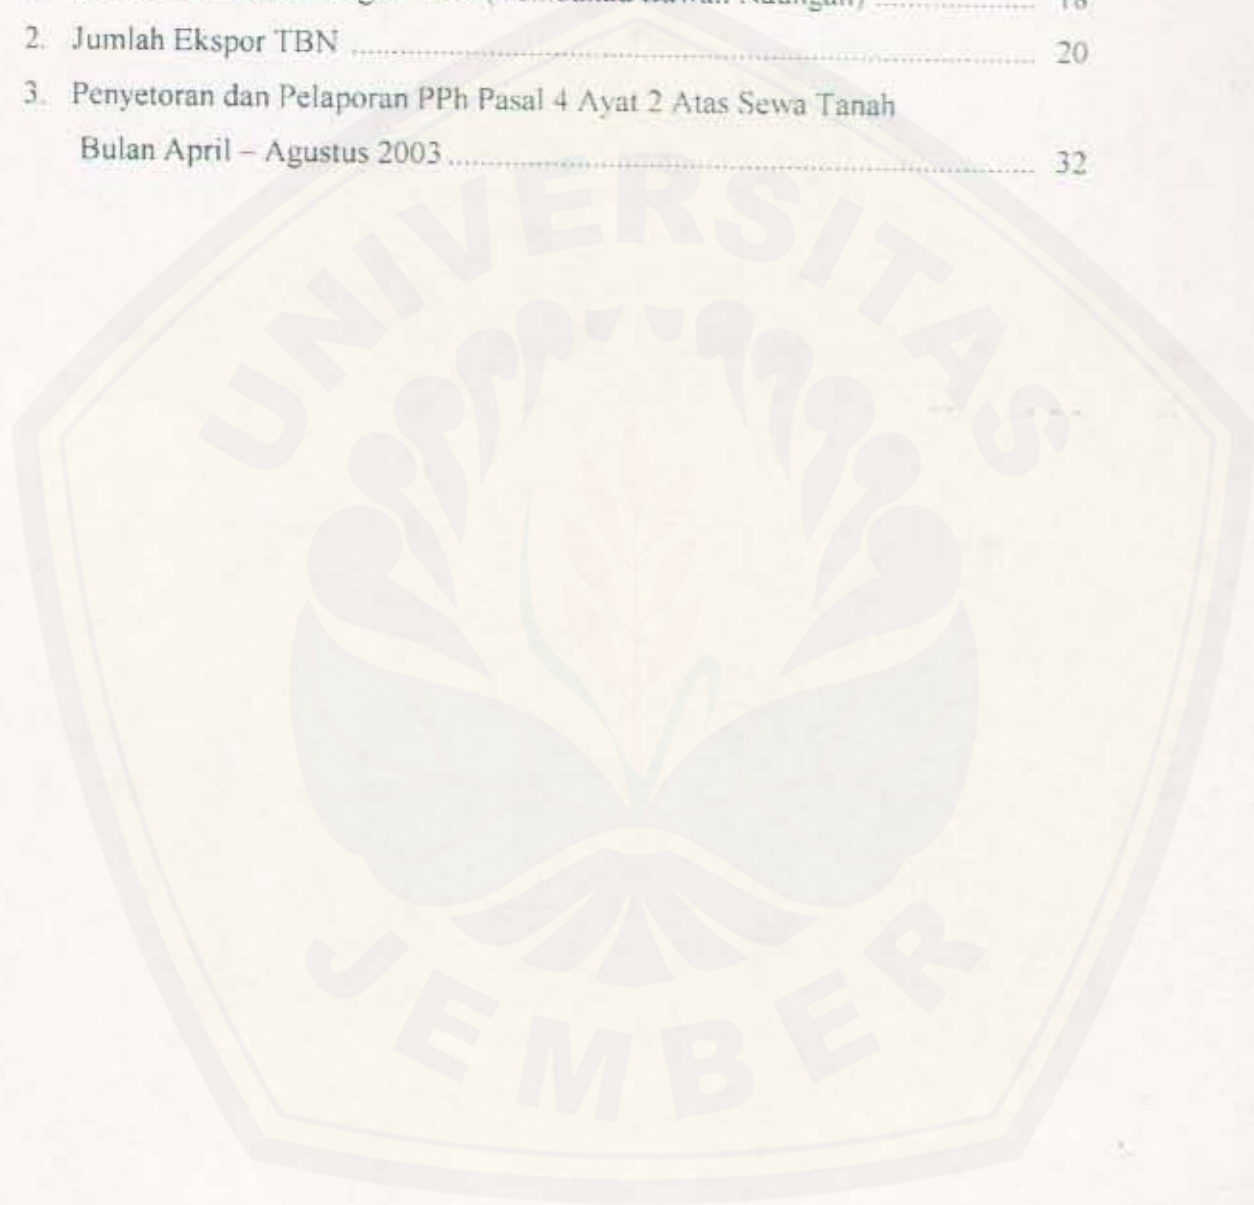 18
2. Jumlah Ekspor TBN 20
3. Penyetoran dan Pelaporan PPh Pasal 4 Ayat 2 Atas Sewa Tanah
Bulan April – Agustus 2003 32
UNIVERSITAS
JEMBER